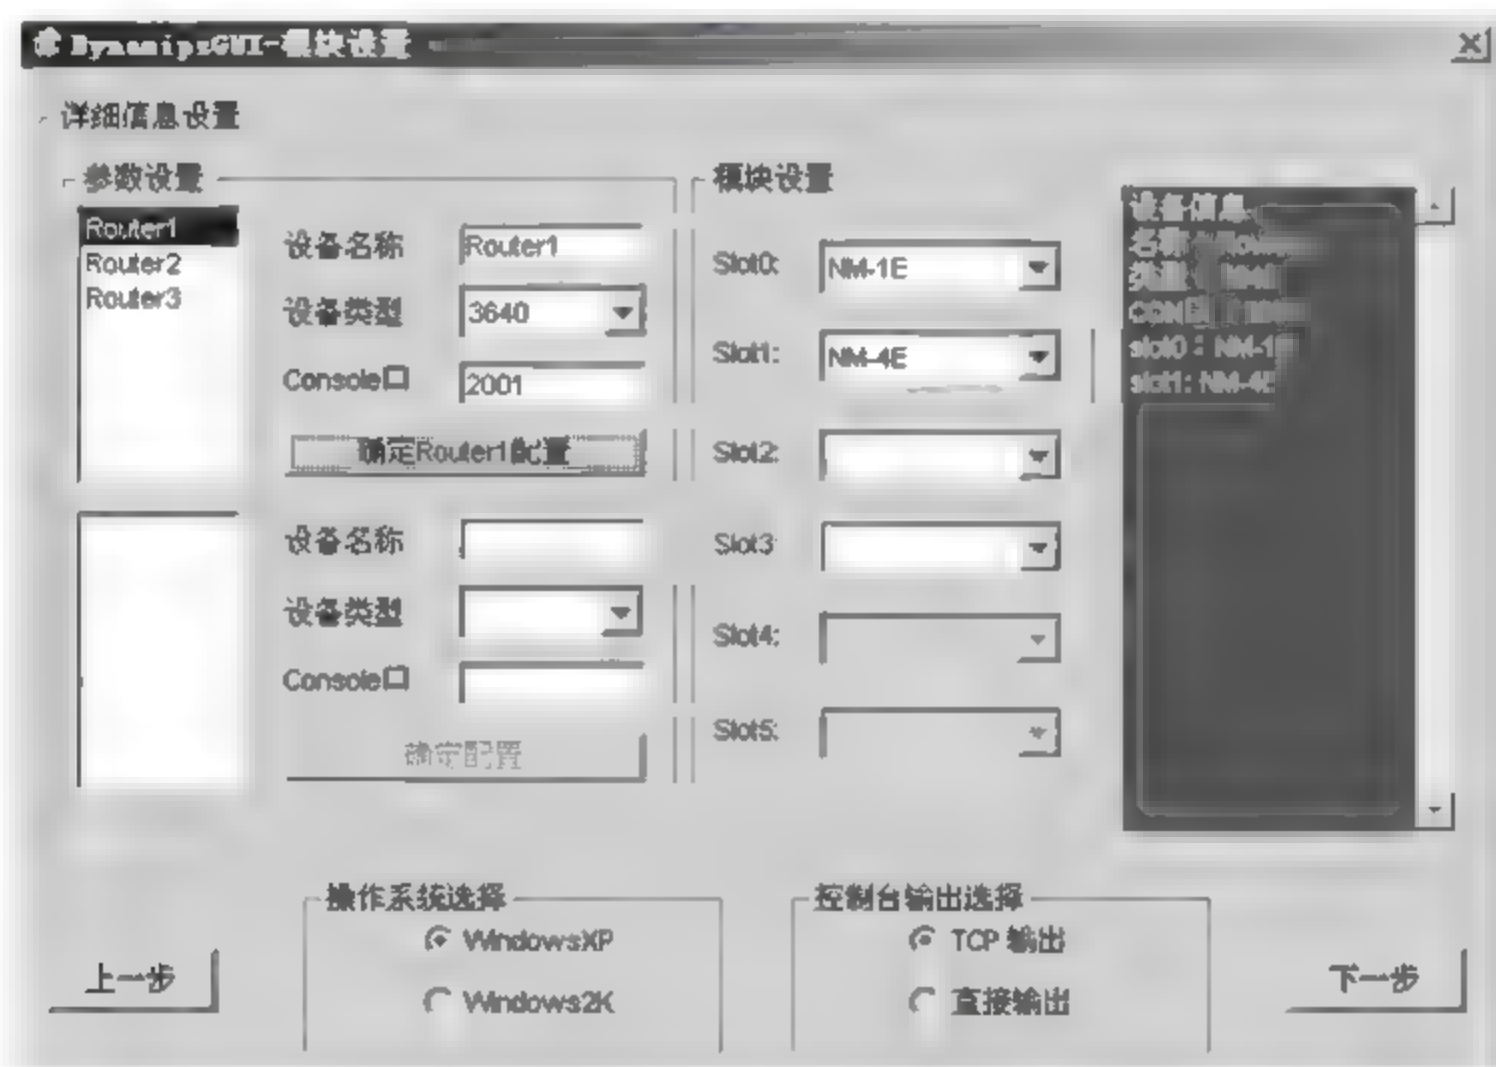 DynamipsGUI-模块设置
详细信息设置
参数设置
Router1
Router2
Router3
设备名称 Router1
设备类型 3640
Console口 2001
确定Router1配置
设备名称
设备类型
Console口
确定配置
模块设置
Slot0: NM-1E
Slot1: NM-4E
Slot2:
Slot3:
Slot4:
Slot5:
设备信息
slot0 : NM-1E
slot1: NM-4E
上一步
操作系统选择
WindowsXP
Windows2K
控制台输出选择
TCP 输出
直接输出
下一步